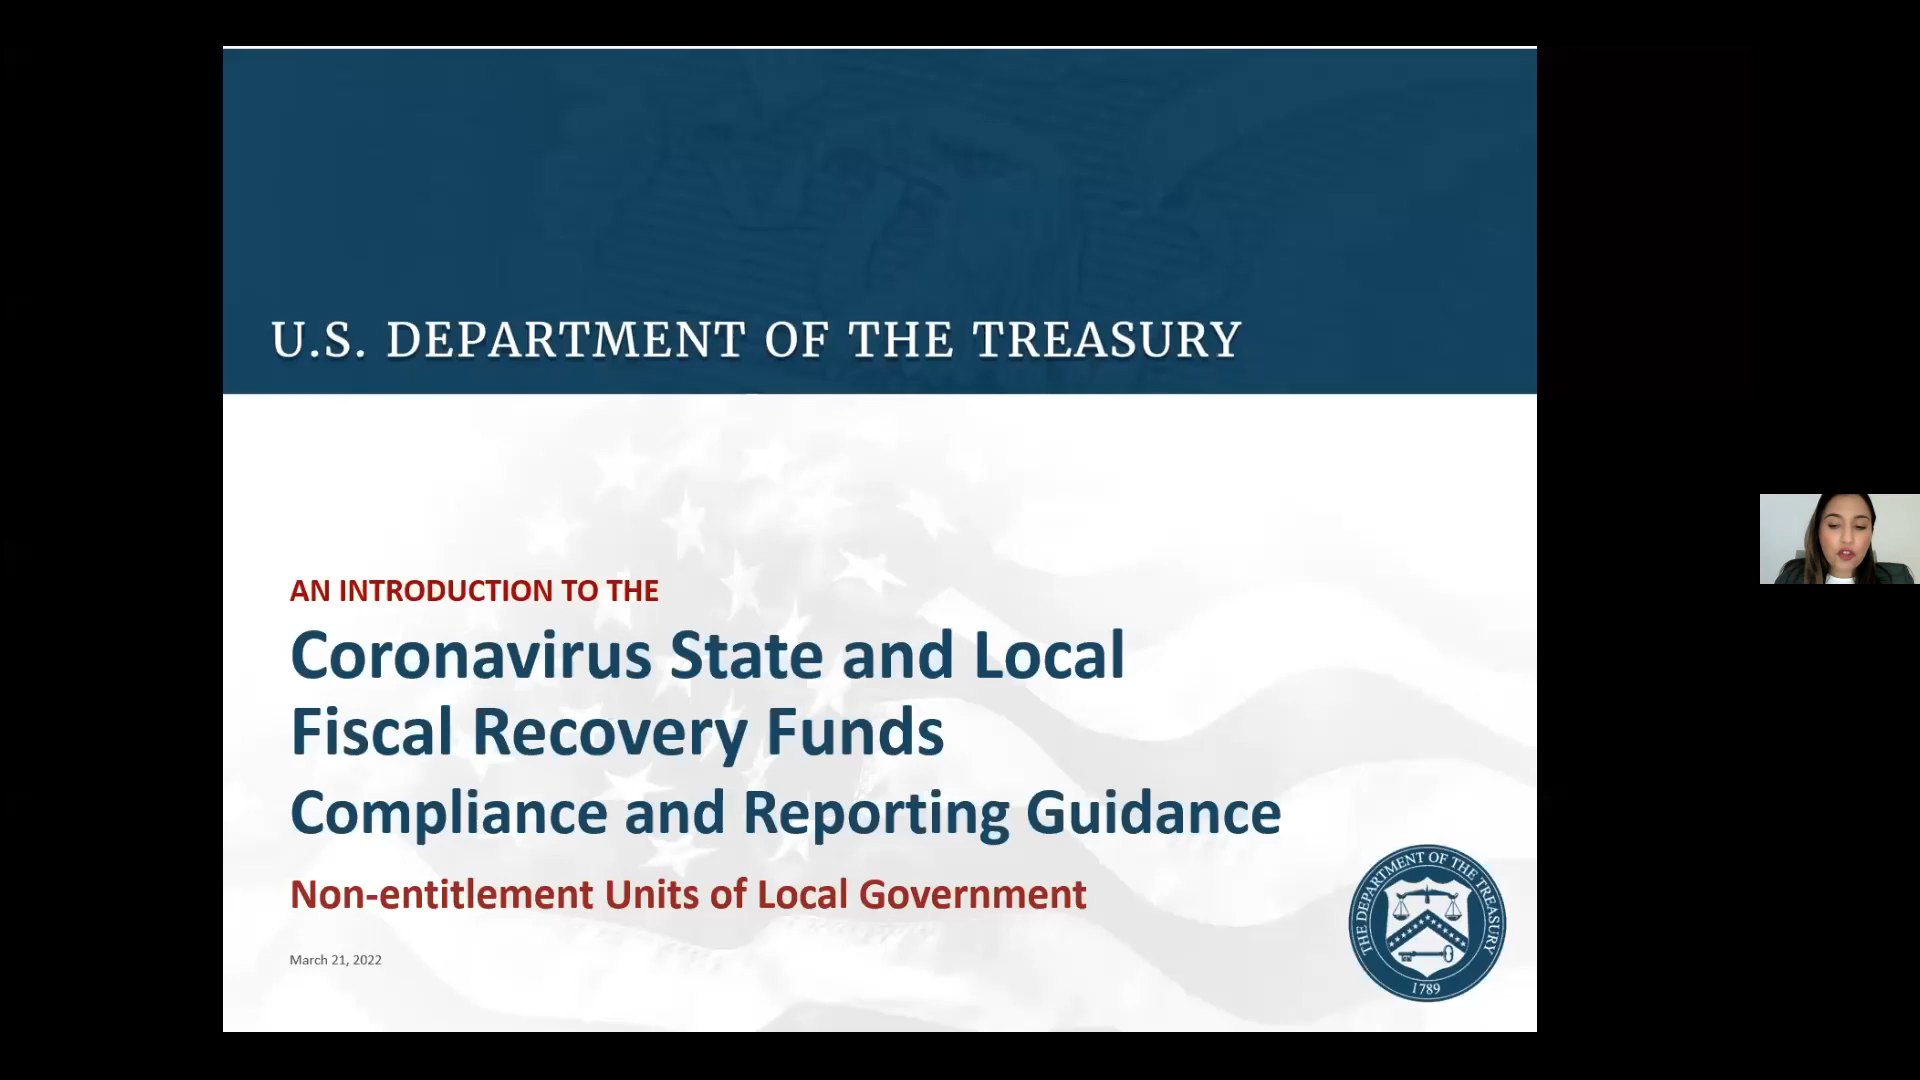 U.S. DEPARTMENT OF THE TREASURY
AN INTRODUCTION TO THE
Coronavirus State and Local
Fiscal Recovery Funds
Compliance and Reporting Guidance
Non-entitlement Units of Local Government
March 21, 2022
THE DEPARTMENT OF THE TREASURY
1789